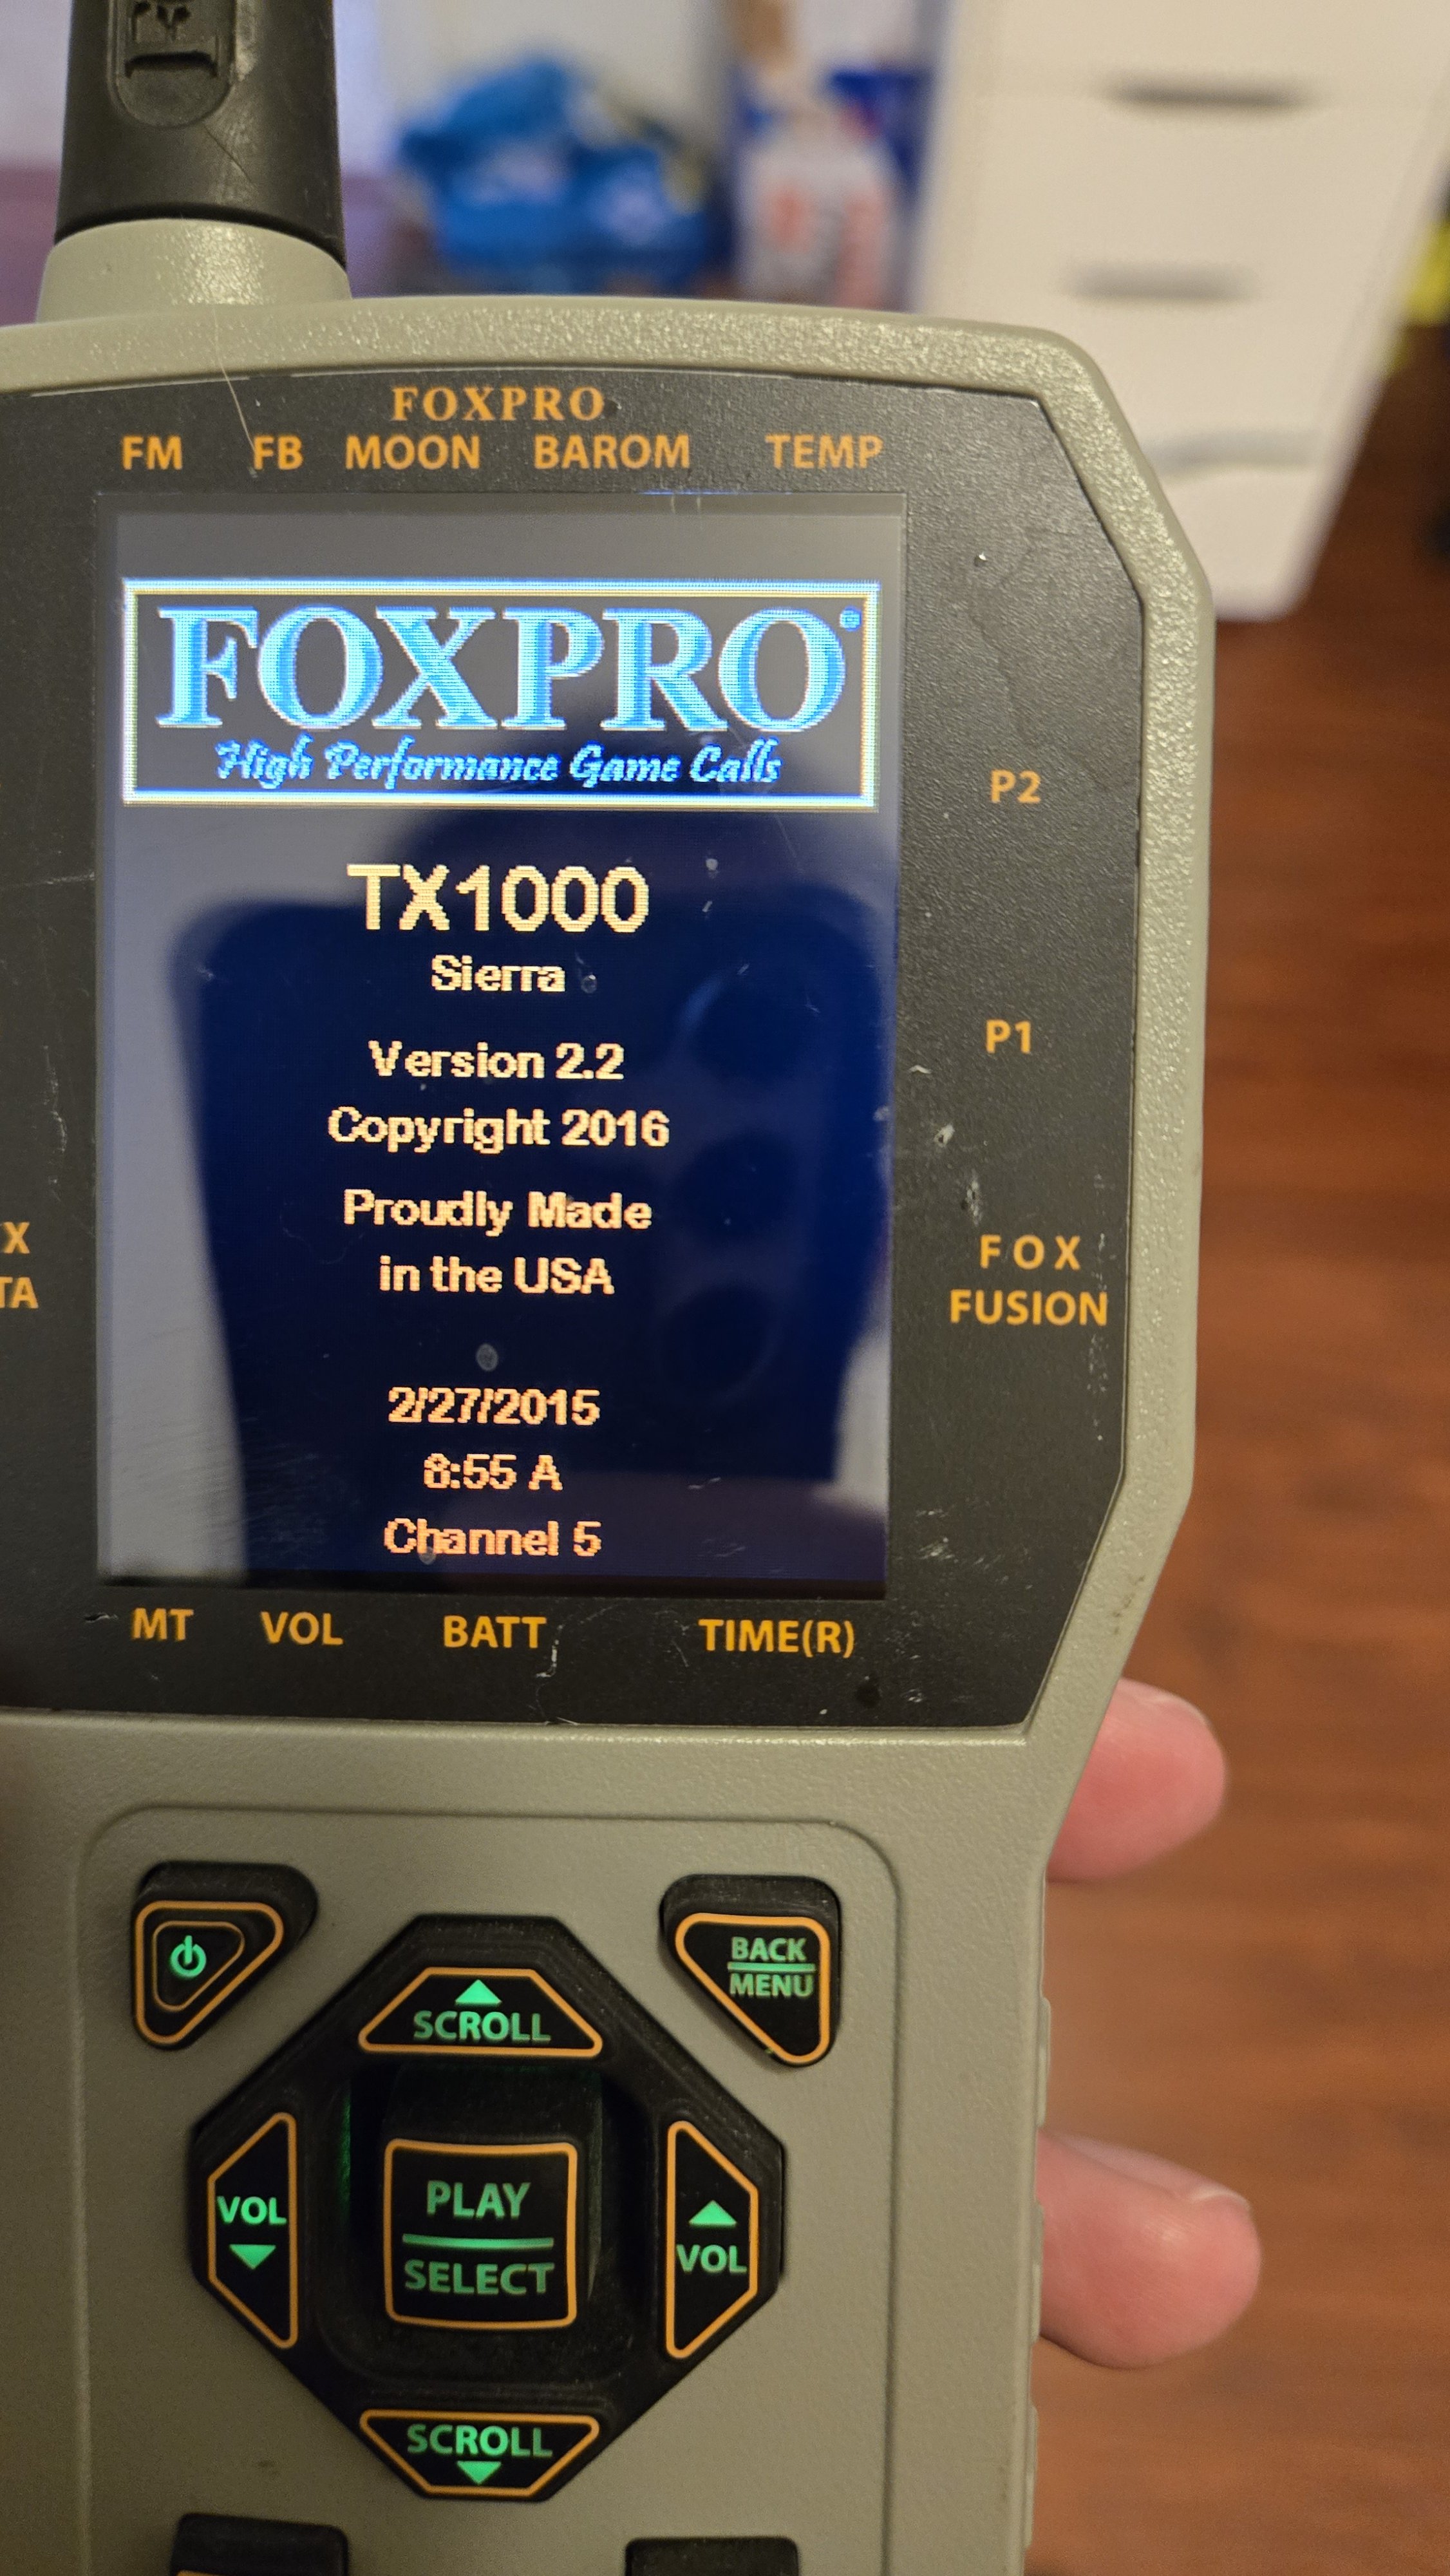 FOXPRO
FM FB MOON BAROM TEMP
FOXPRO®
High Performance Game Calls
TX1000
Sierra
Version 2.2
Copyright 2016
Proudly Made
in the USA
2/27/2015
6:55 A
Channel 5
P2
P1
FOX
FUSION
X
TA
MT VOL BATT TIME(R)
BACK
MENU
SCROLL
VOL
PLAY
SELECT
VOL
SCROLL